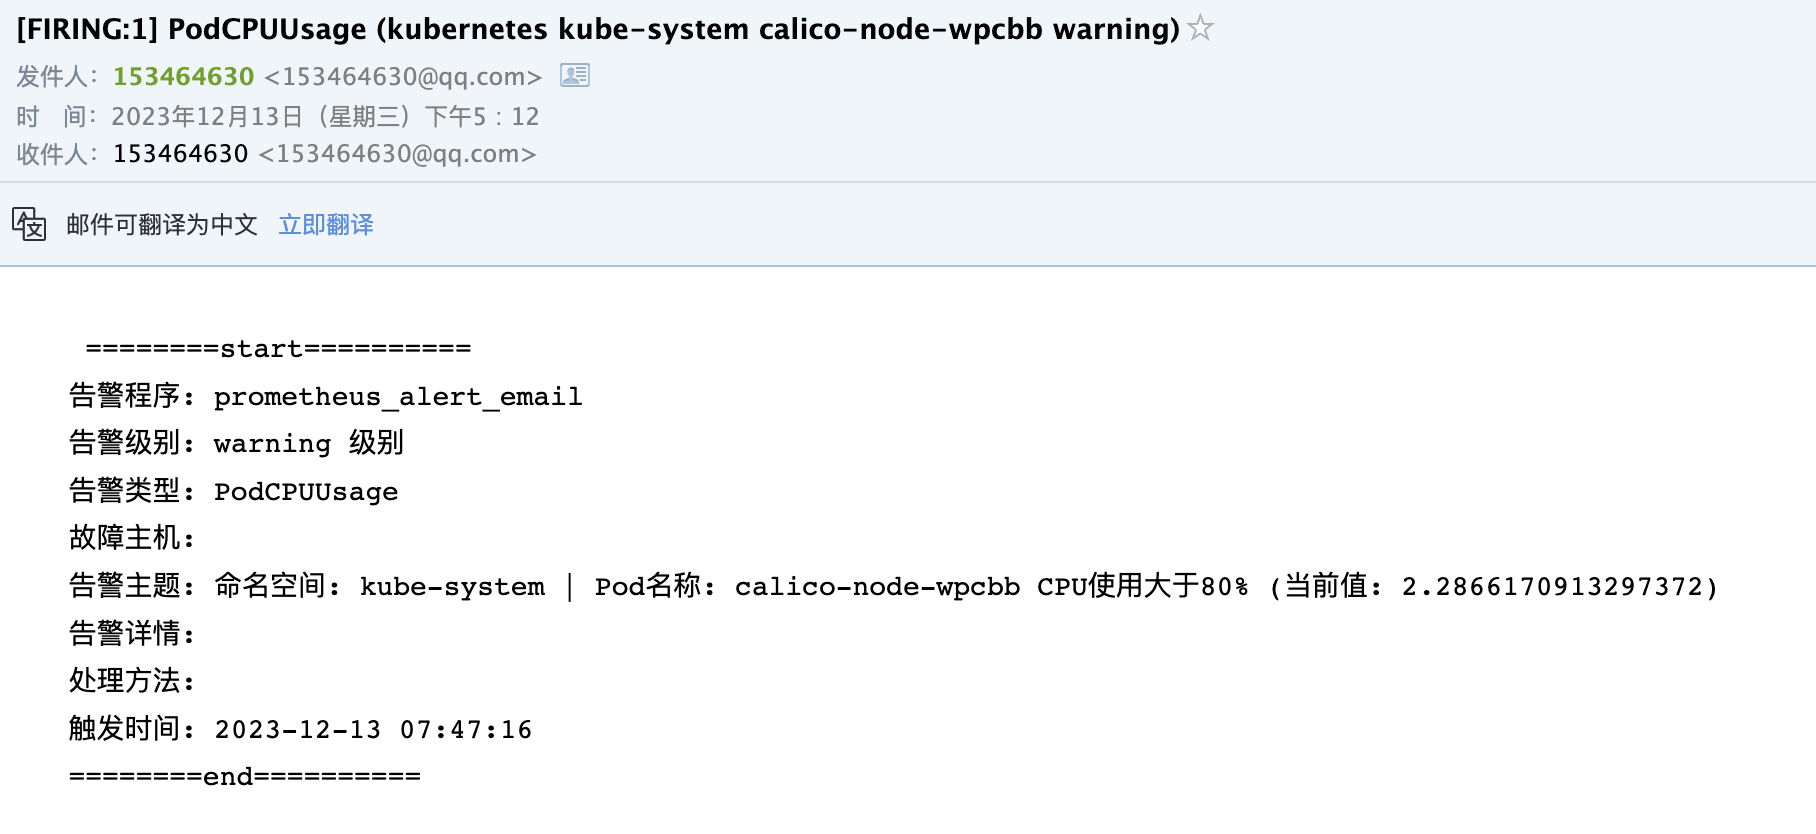 [FIRING:1] PodCPUUsage (kubernetes kube-system calico-node-wpcbb warning)
发件人：153464630 <153464630@qq.com>
时 间：2023年12月13日（星期三）下午5：12
收件人：153464630 <153464630@qq.com>
邮件可翻译为中文 立即翻译
========start==========
告警程序: prometheus_alert_email
告警级别: warning 级别
告警类型: PodCPUUsage
故障主机:
告警主题: 命名空间: kube-system | Pod名称: calico-node-wpcbb CPU使用大于80% (当前值: 2.2866170913297372)
告警详情:
处理方法:
触发时间: 2023-12-13 07:47:16
========end==========